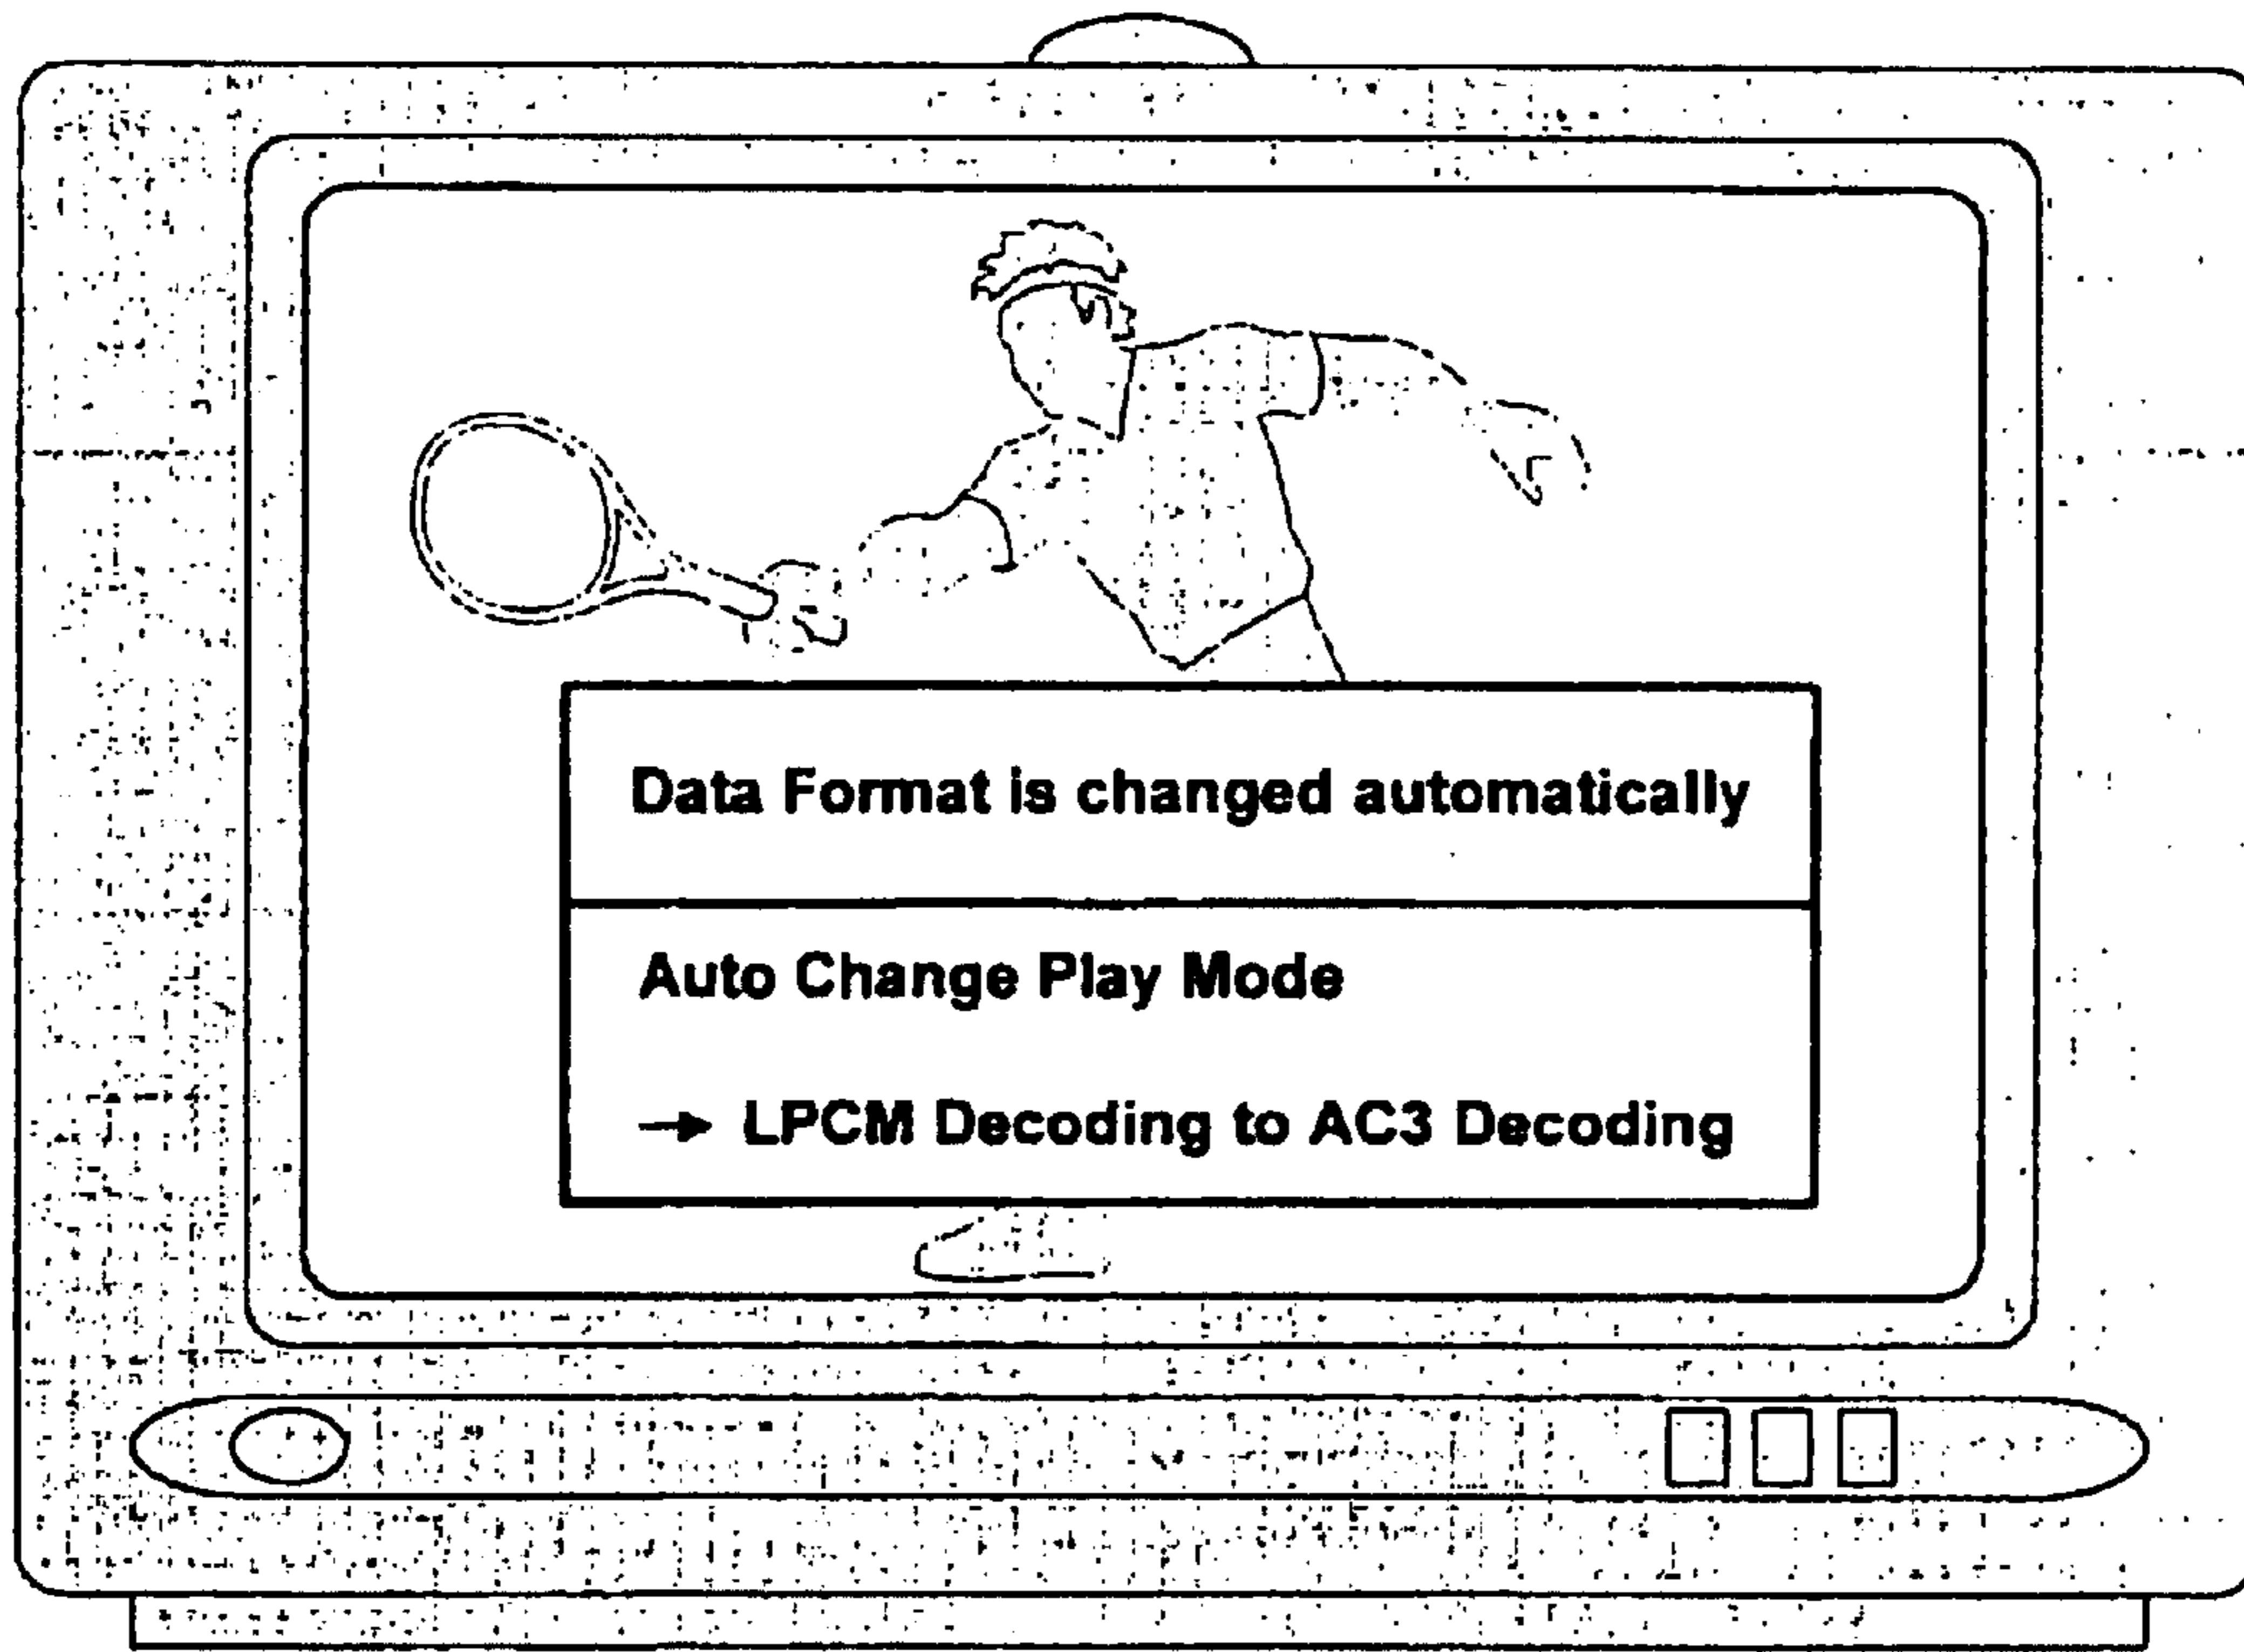 Data Format is changed automatically
Auto Change Play Mode
→ LPCM Decoding to AC3 Decoding